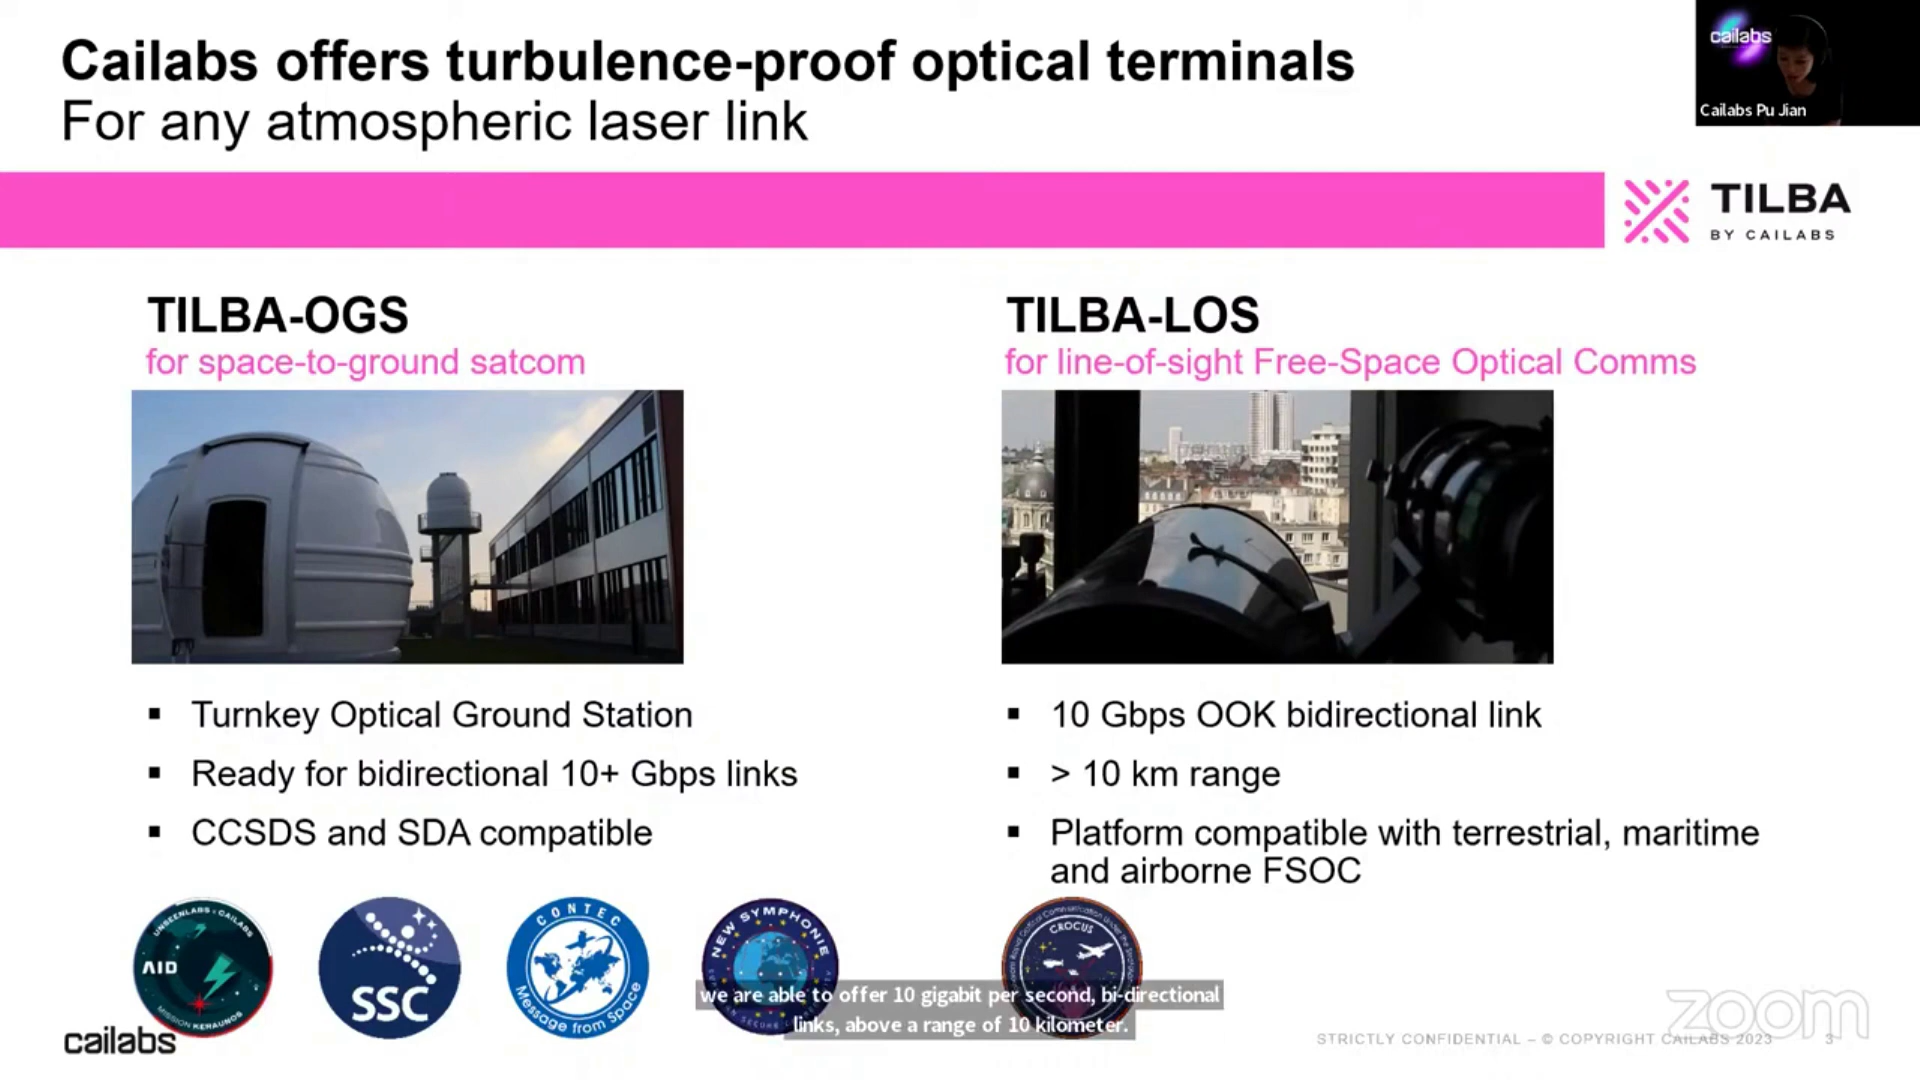 Cailabs offers turbulence-proof optical terminals
For any atmospheric laser link
cailabs
Cailabs Pu Jian
TILBA
BY CAILABS
TILBA-OGS
for space-to-ground satcom
TILBA-LOS
for line-of-sight Free-Space Optical Comms
▪ Turnkey Optical Ground Station
▪ Ready for bidirectional 10+ Gbps links
▪ CCSDS and SDA compatible
▪ 10 Gbps OOK bidirectional link
▪ > 10 km range
▪ Platform compatible with terrestrial, maritime
and airborne FSOC
UNSEENLABS - CAILABS
AID
MISSION KERAUNOS
SSC
CONTEC
Message from Space
NEW SYMPHONIE
CROCUS
we are able to offer 10 gigabit per second, bi-directional
links, above a range of 10 kilometer.
cailabs
STRICTLY CONFIDENTIAL – © COPYRIGHT CAILABS 2023
3
zoom